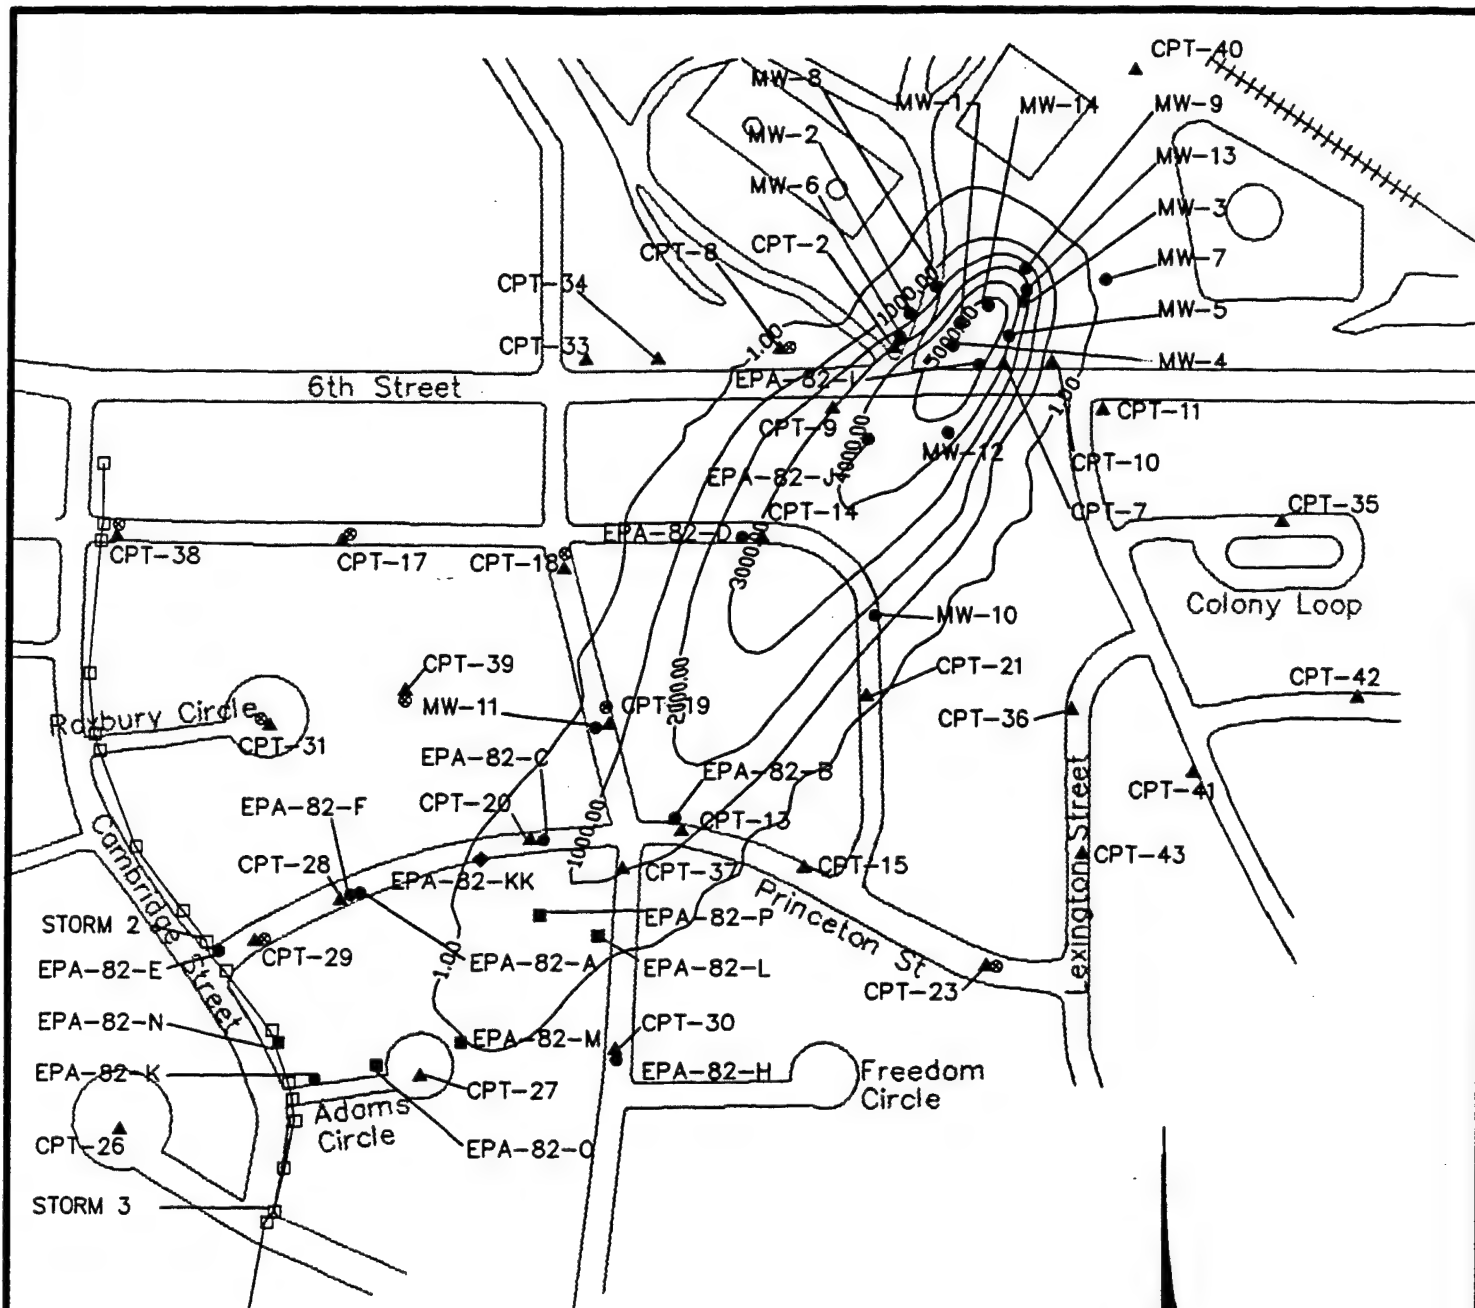 CPT-40
MW-8
MW-1
MW-14
MW-9
MW-2
MW-13
MW-6
MW-3
CPT-8
CPT-2
MW-7
CPT-34
1000.00
MW-5
1.00
5000.00
CPT-33
MW-4
6th Street
EPA-82-I
1.00
CPT-11
CPT-9
4000.00
MW-12
CPT-10
EPA-82-J
CPT-14
CPT-7
CPT-35
EPA-82-D
CPT-38
CPT-17
CPT-18
3000.00
Colony Loop
MW-10
CPT-39
CPT-21
CPT-42
Roxbury Circle
MW-11
CPT-19
2000.00
CPT-36
CPT-31
EPA-82-C
EPA-82-B
CPT-41
EPA-82-F
CPT-20
CPT-13
Lexington Street
1000.00
Cambridge Street
CPT-28
EPA-82-KK
CPT-37
CPT-15
CPT-43
Princeton St
STORM 2
EPA-82-P
CPT-29
1.00
EPA-82-A
EPA-82-L
EPA-82-E
CPT-23
EPA-82-N
EPA-82-M
CPT-30
EPA-82-K
CPT-27
EPA-82-H
Freedom
Circle
Adams
Circle
CPT-26
EPA-82-O
STORM 3